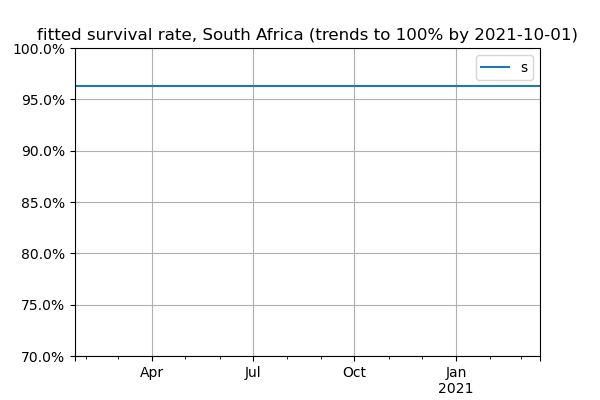 fitted survival rate, South Africa (trends to 100% by 2021-10-01)
100.0%
s
95.0%
90.0%
85.0%
80.0%
75.0%
70.0%
Apr Jul Oct Jan
2021